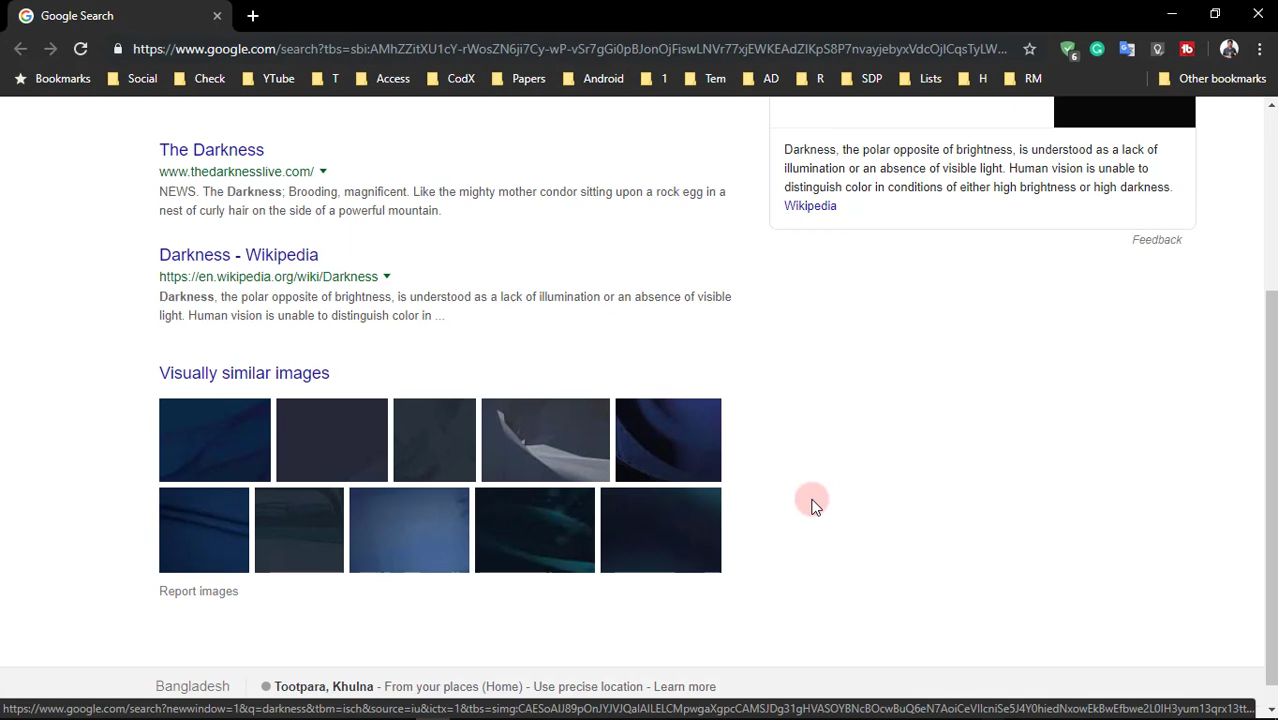 Google Search
https://www.google.com/search?tbs=sbi:AMhZZitXU1cY-rWosZN6ji7Cy-wP-vSr7gGi0pBJonOjFiswLNVr77xjEWKEAdZlKpS8P7nvayjebyxVdcOjlCqsTyLW...
6
Bookmarks Social Check YTube T Access CodX Papers Android 1 Tem AD R SDP Lists H RM Other bookmarks
The Darkness
www.thedarknesslive.com/
NEWS. The Darkness; Brooding, magnificent. Like the mighty mother condor sitting upon a rock egg in a
nest of curly hair on the side of a powerful mountain.
Darkness - Wikipedia
https://en.wikipedia.org/wiki/Darkness
Darkness, the polar opposite of brightness, is understood as a lack of illumination or an absence of visible
light. Human vision is unable to distinguish color in ...
Visually similar images
Report images
Darkness, the polar opposite of brightness, is understood as a lack of
illumination or an absence of visible light. Human vision is unable to
distinguish color in conditions of either high brightness or high darkness.
Wikipedia
Feedback
Bangladesh
Tootpara, Khulna - From your places (Home) - Use precise location - Learn more